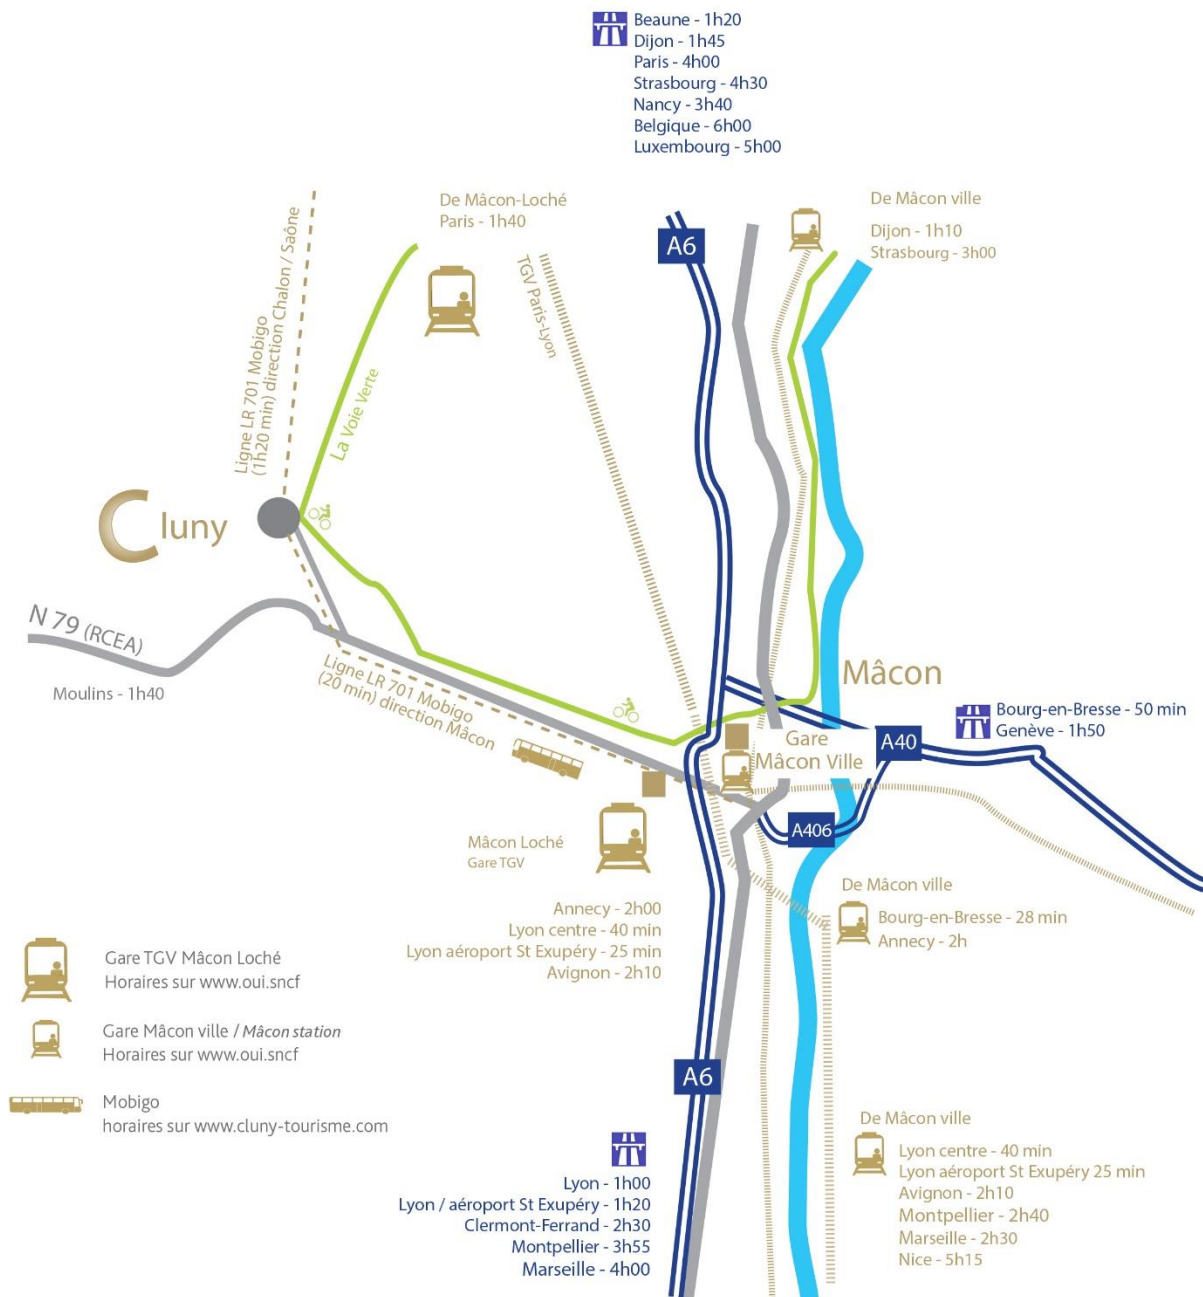 Beaune - 1h20
Dijon - 1h45
Paris - 4h00
Strasbourg - 4h30
Nancy - 3h40
Belgique - 6h00
Luxembourg - 5h00
De Mâcon-Loché
Paris - 1h40
De Mâcon ville
Dijon - 1h10
Strasbourg - 3h00
A6
TGV Paris-Lyon
Ligne LR 701 Mobigo
(1h20 min) direction Chalon / Saône
La Voie Verte
Cluny
N 79 (RCEA)
Moulins - 1h40
Ligne LR 701 Mobigo
(20 min) direction Mâcon
Mâcon
Bourg-en-Bresse - 50 min
Genève - 1h50
Gare
Mâcon Ville
A40
A406
Mâcon Loché
Gare TGV
Annecy - 2h00
Lyon centre - 40 min
Lyon aéroport St Exupéry - 25 min
Avignon - 2h10
De Mâcon ville
Bourg-en-Bresse - 28 min
Annecy - 2h
Gare TGV Mâcon Loché
Horaires sur www.oui.sncf
Gare Mâcon ville / Mâcon station
Horaires sur www.oui.sncf
Mobigo
horaires sur www.cluny-tourisme.com
A6
Lyon - 1h00
Lyon / aéroport St Exupéry - 1h20
Clermont-Ferrand - 2h30
Montpellier - 3h55
Marseille - 4h00
De Mâcon ville
Lyon centre - 40 min
Lyon aéroport St Exupéry 25 min
Avignon - 2h10
Montpellier - 2h40
Marseille - 2h30
Nice - 5h15